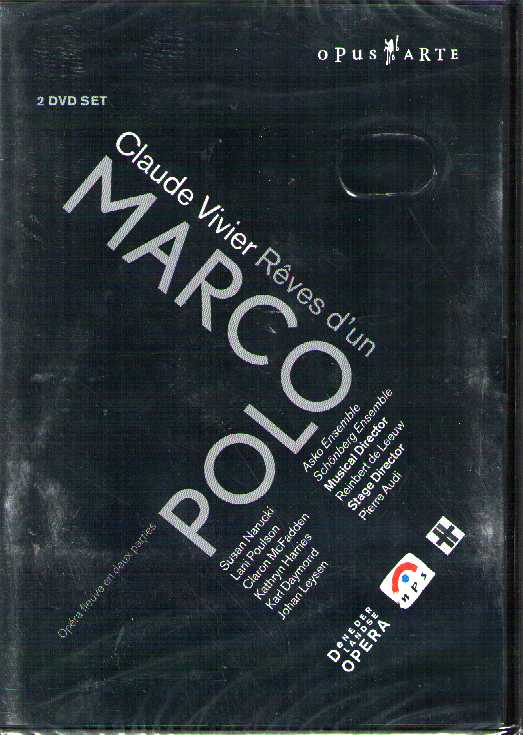 OPUS ARTE
2 DVD SET
Claude Vivier Rêves d'un
MARCO
POLO
Opéra fleuve en deux parties
Asko Ensemble
Schönberg Ensemble
Musical Director
Reinbert de Leeuw
Stage Director
Pierre Audi
Susan Narucki
Lani Poulson
Claron McFadden
Kathryn Harries
Karl Daymond
Johan Leysen
nps
De NEDER
LANDSE
OPERA